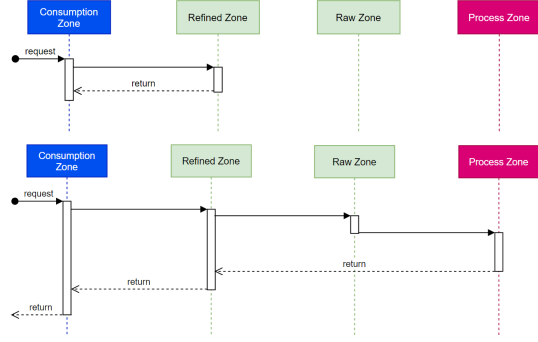 Consumption
Zone
Refined Zone
Raw Zone
Process Zone
request
return
Consumption
Zone
Refined Zone
Raw Zone
Process Zone
request
return
return
return